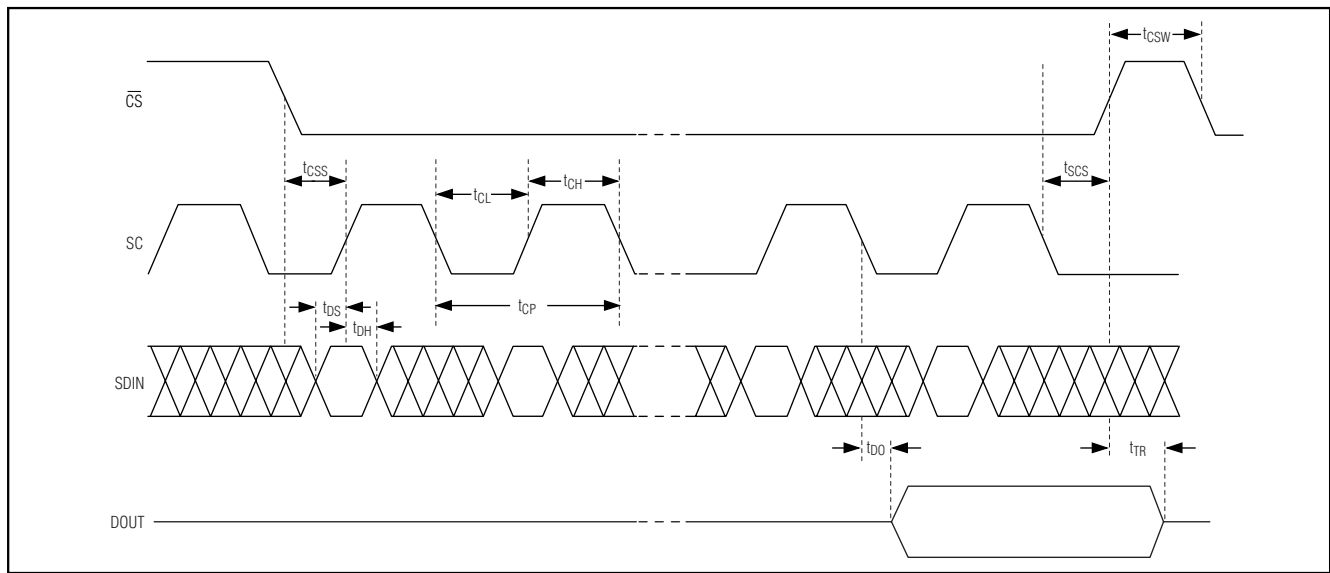 tCSW
CS
tCSS
tCL
tCH
tSCS
SC
tDS
tDH
tCP
SDIN
tDO
tTR
DOUT